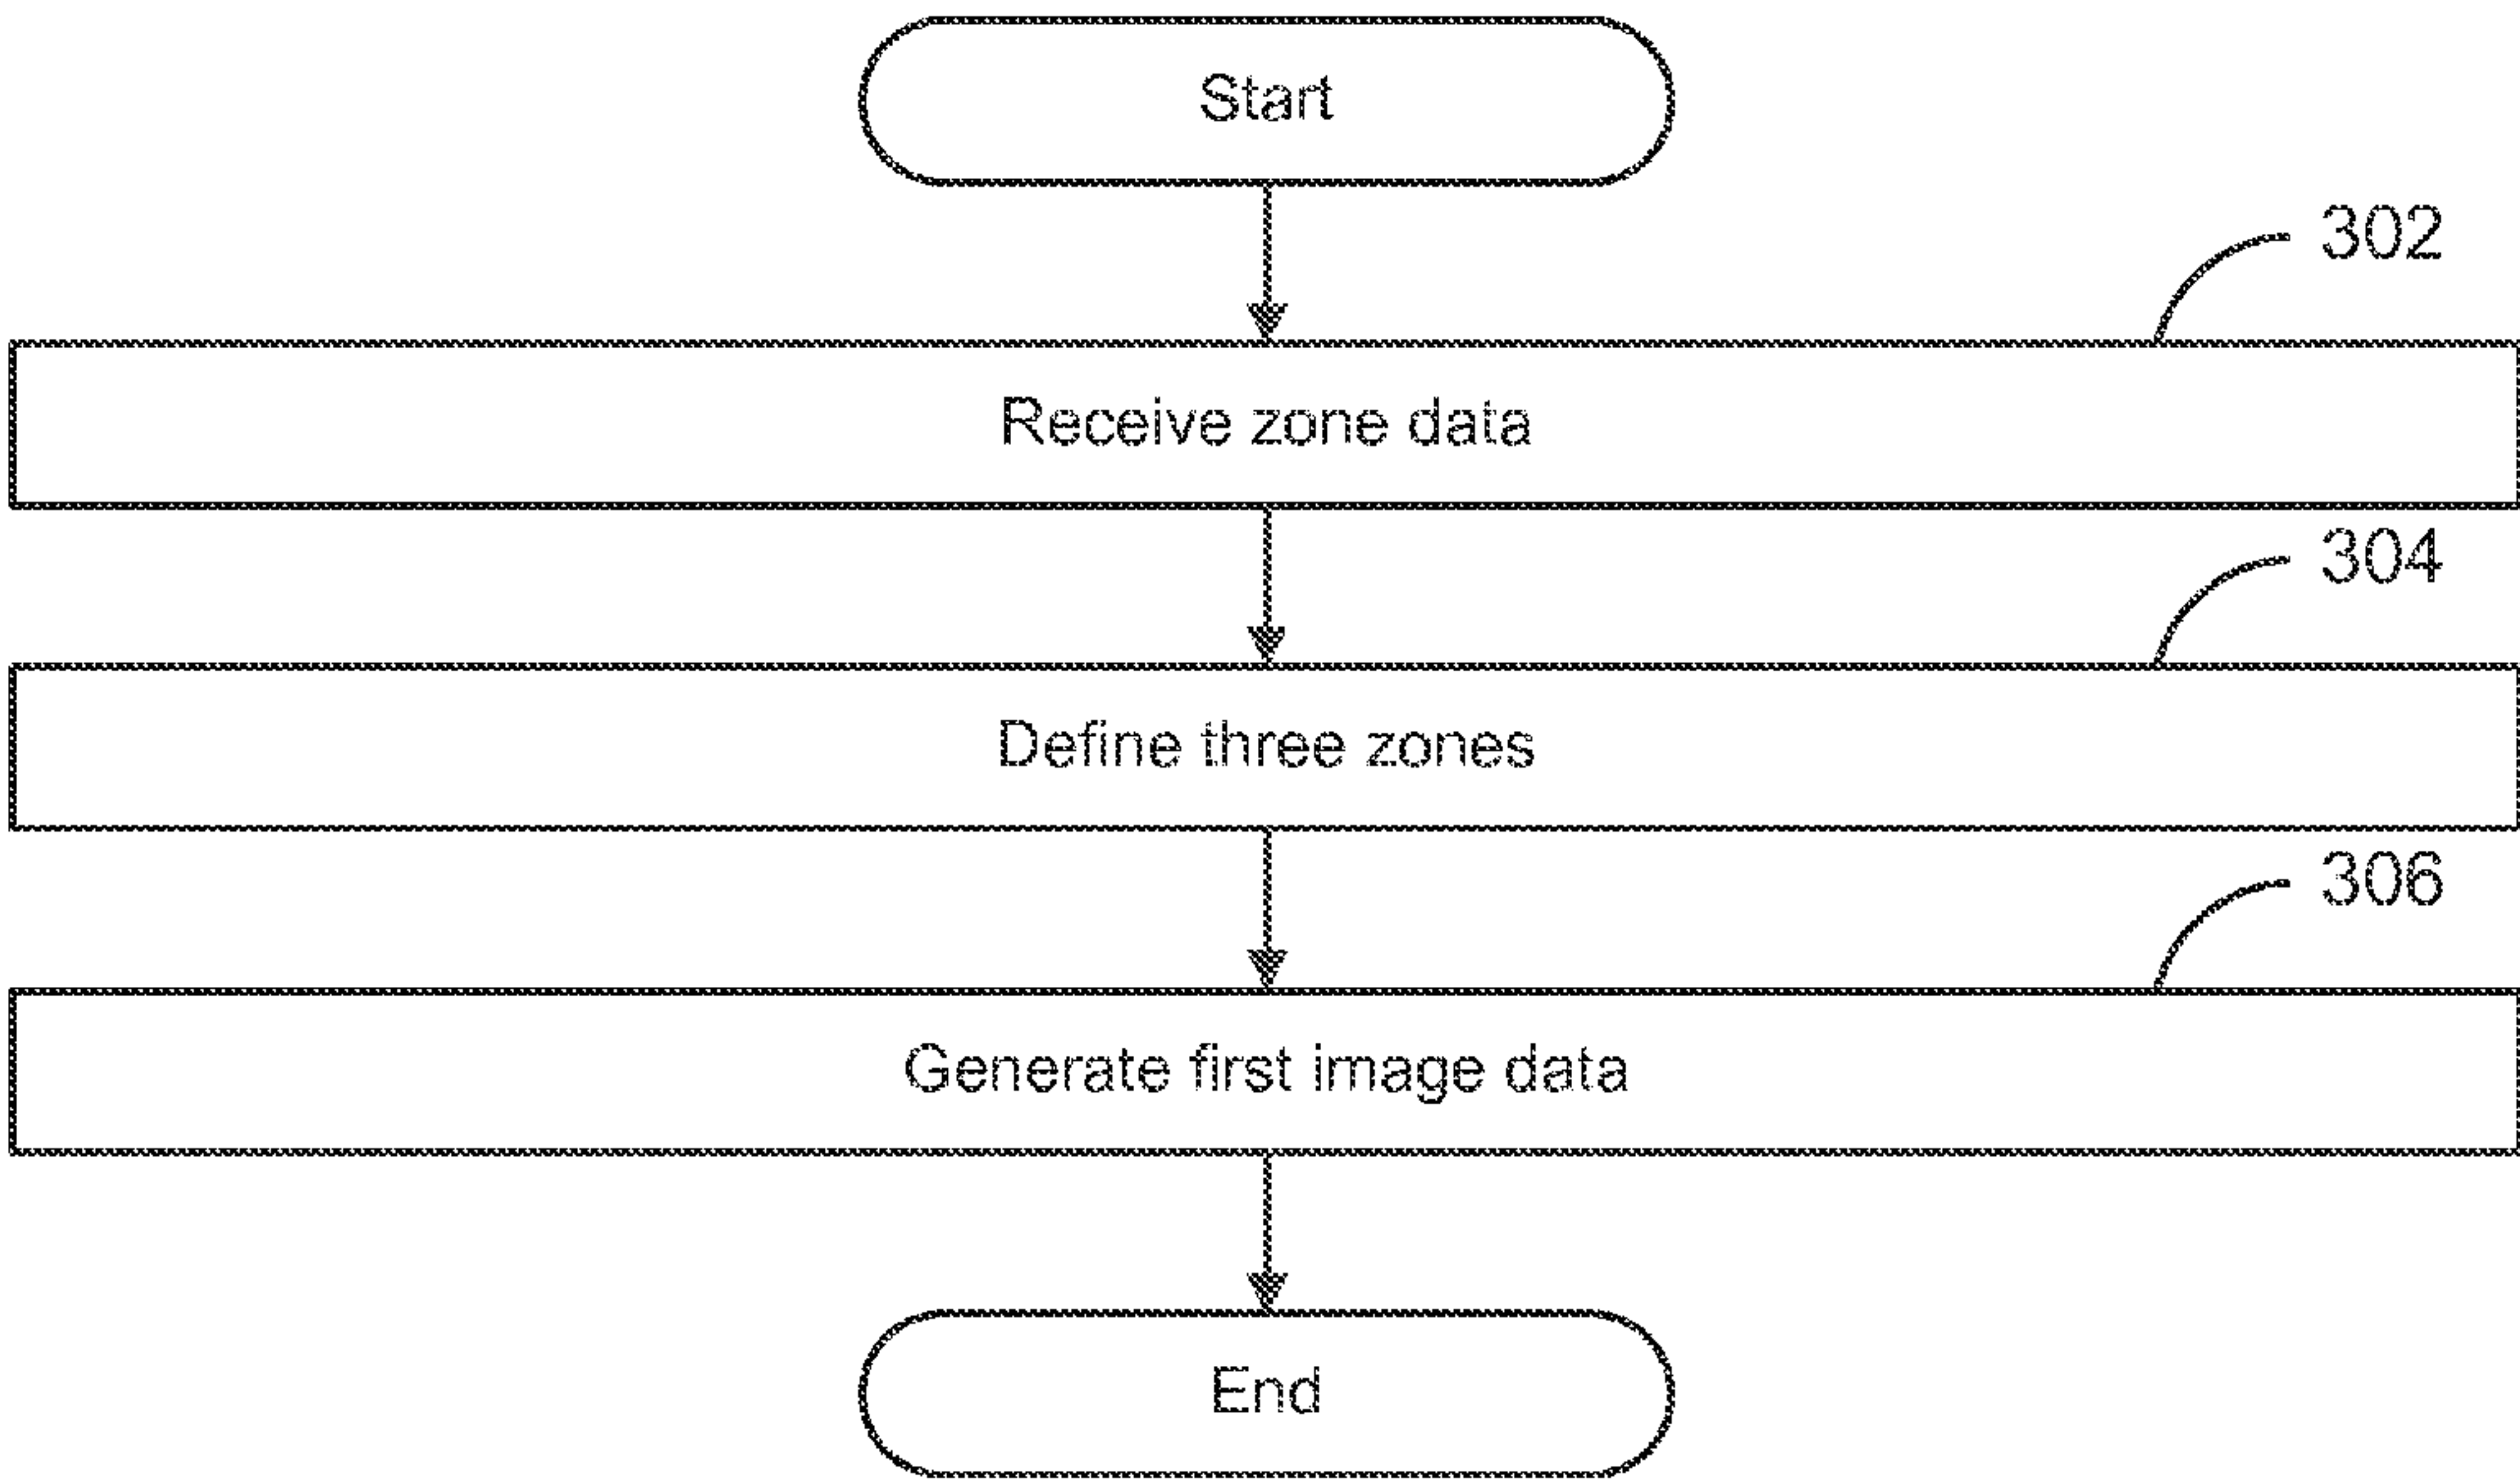 Start
302
Receive zone data
304
Define three zones
306
Generate first image data
End